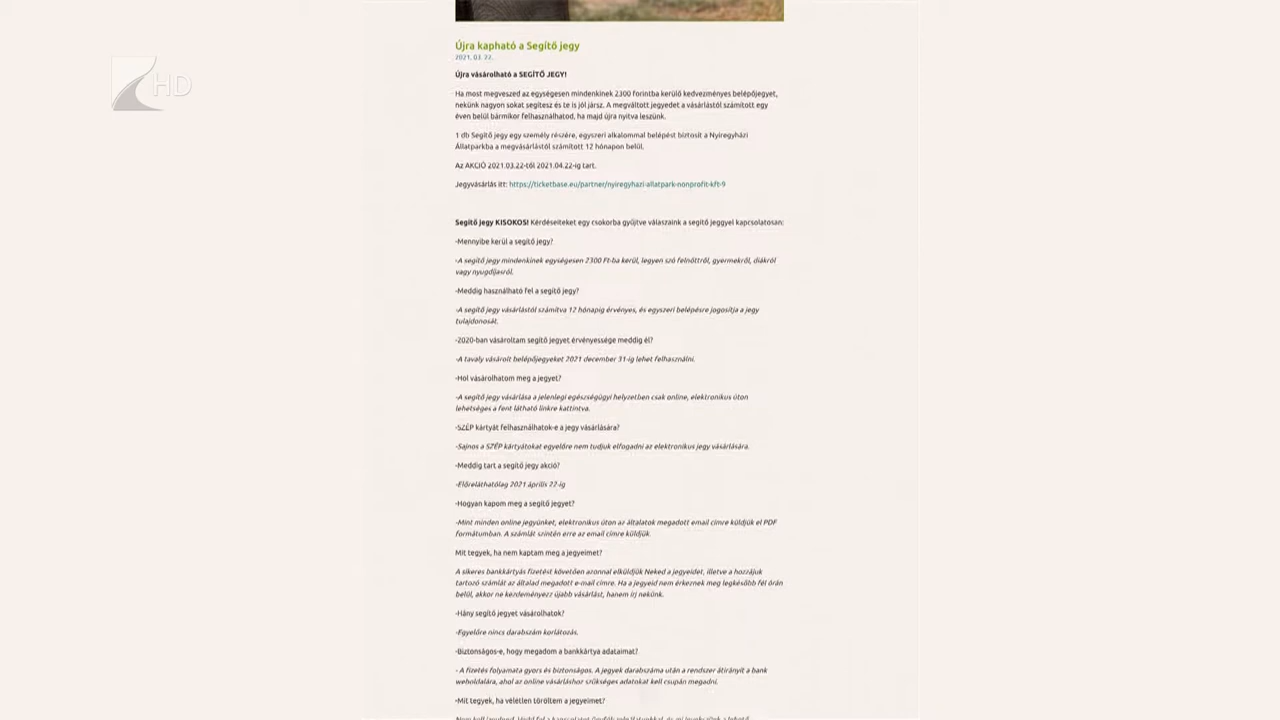 HD
Újra kapható a Segítő jegy
2021. 03. 22.
Újra vásárolható a SEGÍTŐ JEGY!
Ha most megveszed az egységesen mindenkinek 2300 forintba kerülő kedvezményes belépőjegyet,
nekünk nagyon sokat segítesz és te is jól jársz. A megváltott jegyedet a vásárlástól számított egy
éven belül bármikor felhasználhatod, ha majd újra nyitva leszünk.
1 db Segítő jegy egy személy részére, egyszeri alkalommal belépést biztosít a Nyíregyházi
Állatparkba a megvásárlástól számított 12 hónapon belül.
Az AKCIÓ 2021.03.22-től 2021.04.22-ig tart.
Jegyvásárlás itt: https://ticketbase.eu/partner/nyiregyhazi-allatpark-nonprofit-kft-9
Segítő jegy KISOKOS! Kérdéseiteket egy csokorba gyűjtve válaszaink a segítő jeggyel kapcsolatosan:
-Mennyibe kerül a segítő jegy?
-A segítő jegy mindenkinek egységesen 2300 Ft-ba kerül, legyen szó felnőttről, gyermekről, diákról
vagy nyugdíjasról.
-Meddig használható fel a segítő jegy?
-A segítő jegy vásárlástól számítva 12 hónapig érvényes, és egyszeri belépésre jogosítja a jegy
tulajdonosát.
-2020-ban vásároltam segítő jegyet érvényessége meddig él?
-A tavaly vásárolt belépőjegyeket 2021 december 31-ig lehet felhasználni.
-Hol vásárolhatom meg a jegyet?
-A segítő jegy vásárlása a jelenlegi egészségügyi helyzetben csak online, elektronikus úton
lehetséges a fent látható linkre kattintva.
-SZÉP kártyát felhasználhatok-e a jegy vásárlására?
-Sajnos a SZÉP kártyátokat egyelőre nem tudjuk elfogadni az elektronikus jegy vásárlására.
-Meddig tart a segítő jegy akció?
-Előreláthatólag 2021 április 22-ig
-Hogyan kapom meg a segítő jegyet?
-Mint minden online jegyünket, elektronikus úton az általatok megadott email címre küldjük el PDF
formátumban. A számlát szintén erre az email címre küldjük.
Mit tegyek, ha nem kaptam meg a jegyeimet?
A sikeres bankkártyás fizetést követően azonnal elküldjük Neked a jegyeidet, illetve a hozzájuk
tartozó számlát az általad megadott e-mail címre. Ha a jegyeid nem érkeznek meg legkésőbb fél órán
belül, akkor ne kezdeményezz újabb vásárlást, hanem írj nekünk.
-Hány segítő jegyet vásárolhatok?
-Egyelőre nincs darabszám korlátozás.
-Biztonságos-e, hogy megadom a bankkártya adataimat?
- A fizetés folyamata gyors és biztonságos. A jegyek darabszáma után a rendszer átirányít a bank
weboldalára, ahol az online vásárláshoz szükséges adatokat kell csupán megadni.
-Mit tegyek, ha véletlen töröltem a jegyeimet?